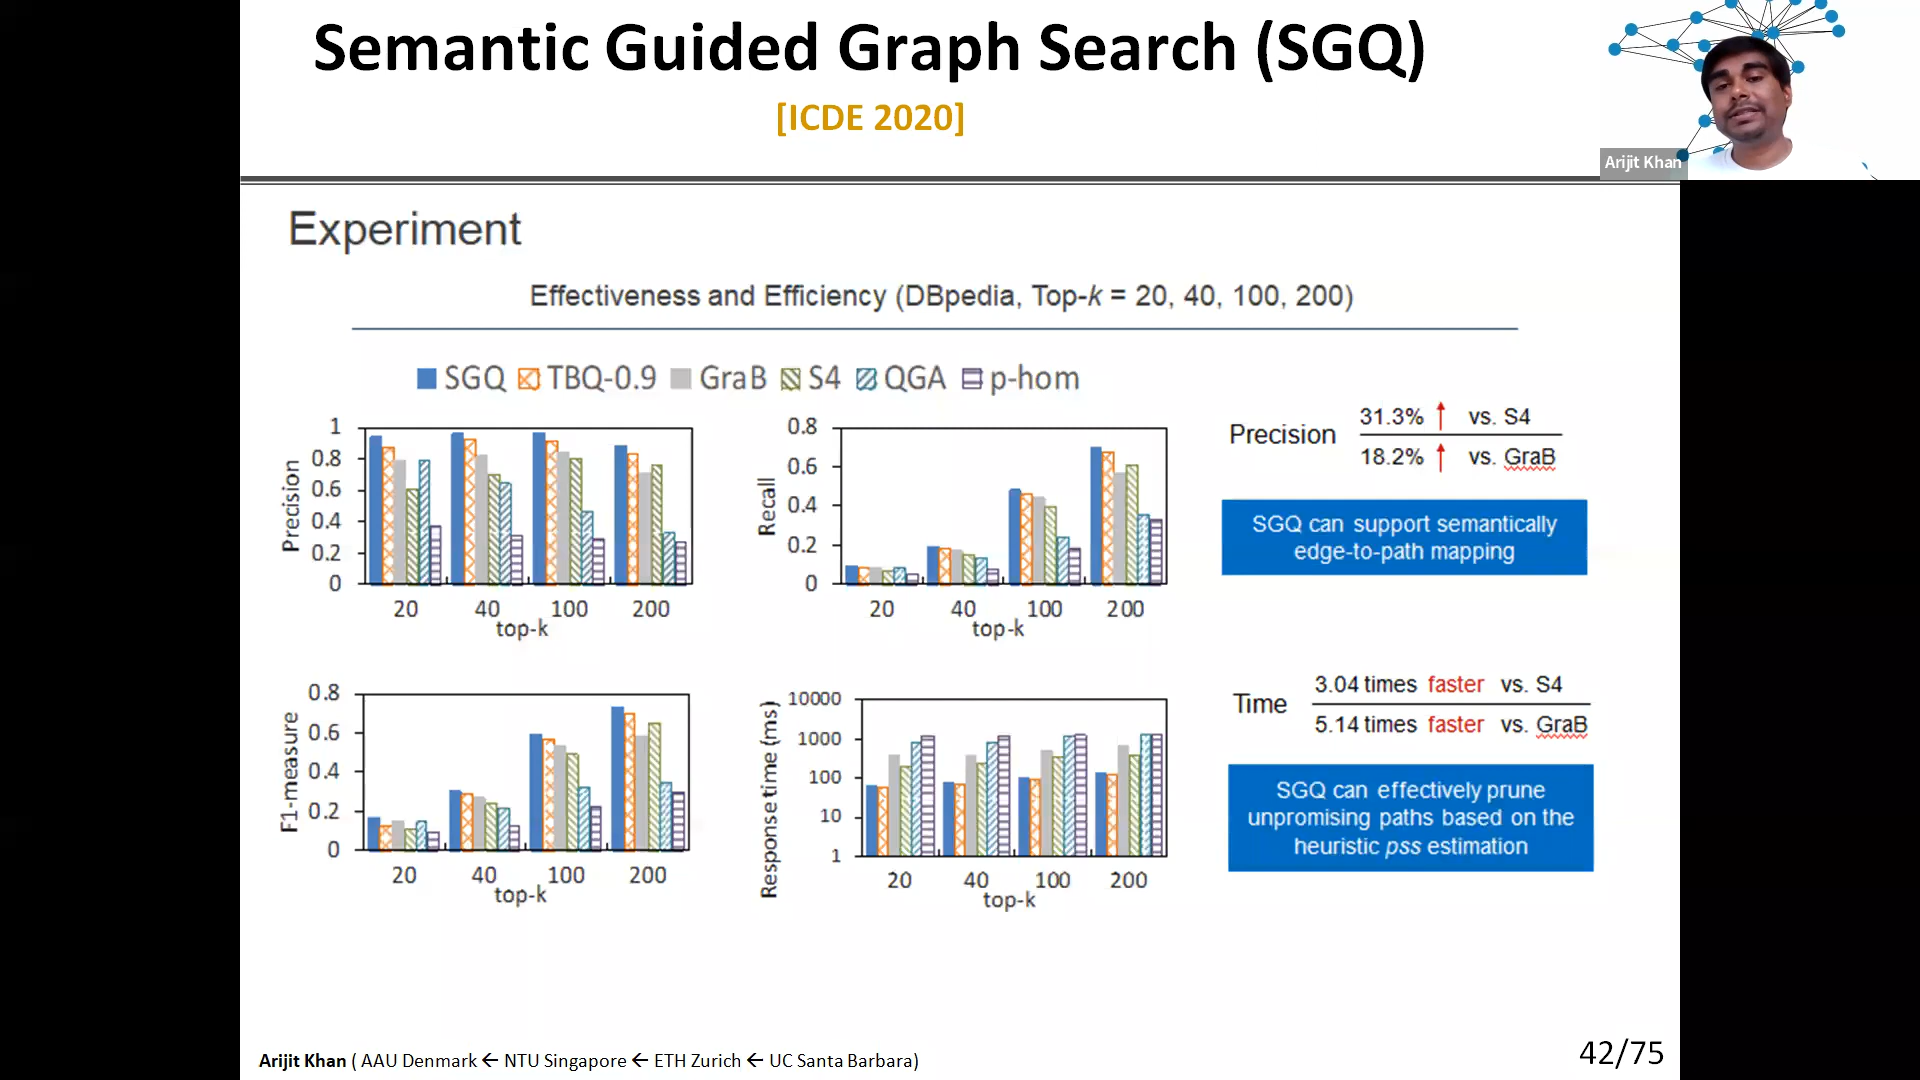 Semantic Guided Graph Search (SGQ)
[ICDE 2020]
Arijit Khan
Experiment
Effectiveness and Efficiency (DBpedia, Top-k = 20, 40, 100, 200)
SGQ TBQ-0.9 GraB S4 QGA p-hom
Precision
1
0.8
0.6
0.4
0.2
0
20 40 100 200
top-k
Recall
0.8
0.6
0.4
0.2
0
20 40 100 200
top-k
Precision
31.3% ↑ vs. S4
18.2% ↑ vs. GraB
SGQ can support semantically
edge-to-path mapping
F1-measure
0.8
0.6
0.4
0.2
0
20 40 100 200
top-k
Response time (ms)
10000
1000
100
10
1
20 40 100 200
top-k
Time
3.04 times faster vs. S4
5.14 times faster vs. GraB
SGQ can effectively prune
unpromising paths based on the
heuristic pss estimation
Arijit Khan ( AAU Denmark ← NTU Singapore ← ETH Zurich ← UC Santa Barbara)
42/75